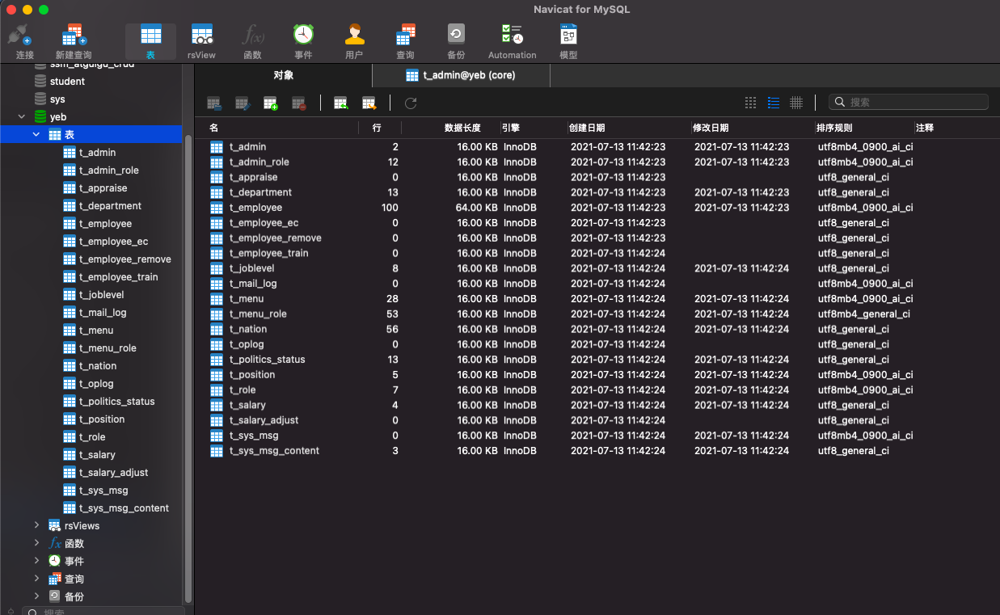 Navicat for MySQL
连接 新建查询 表 rsView 函数 事件 用户 查询 备份 Automation 模型
ssm_atguigu_crud
student
sys
yeb
表
t_admin
t_admin_role
t_appraise
t_department
t_employee
t_employee_ec
t_employee_remove
t_employee_train
t_joblevel
t_mail_log
t_menu
t_menu_role
t_nation
t_oplog
t_politics_status
t_position
t_role
t_salary
t_salary_adjust
t_sys_msg
t_sys_msg_content
rsViews
函数
事件
查询
备份
搜索
对象 t_admin@yeb (core)
搜索
名 行 数据长度 引擎 创建日期 修改日期 排序规则 注释
t_admin 2 16.00 KB InnoDB 2021-07-13 11:42:23 2021-07-13 11:42:23 utf8mb4_0900_ai_ci
t_admin_role 12 16.00 KB InnoDB 2021-07-13 11:42:23 2021-07-13 11:42:23 utf8mb4_0900_ai_ci
t_appraise 0 16.00 KB InnoDB 2021-07-13 11:42:23 utf8_general_ci
t_department 13 16.00 KB InnoDB 2021-07-13 11:42:23 2021-07-13 11:42:23 utf8_general_ci
t_employee 100 64.00 KB InnoDB 2021-07-13 11:42:23 2021-07-13 11:42:23 utf8mb4_0900_ai_ci
t_employee_ec 0 16.00 KB InnoDB 2021-07-13 11:42:23 utf8_general_ci
t_employee_remove 0 16.00 KB InnoDB 2021-07-13 11:42:23 utf8_general_ci
t_employee_train 0 16.00 KB InnoDB 2021-07-13 11:42:24 utf8_general_ci
t_joblevel 8 16.00 KB InnoDB 2021-07-13 11:42:24 2021-07-13 11:42:24 utf8_general_ci
t_mail_log 0 16.00 KB InnoDB 2021-07-13 11:42:24 utf8mb4_0900_ai_ci
t_menu 28 16.00 KB InnoDB 2021-07-13 11:42:24 2021-07-13 11:42:24 utf8mb4_0900_ai_ci
t_menu_role 53 16.00 KB InnoDB 2021-07-13 11:42:24 2021-07-13 11:42:24 utf8mb4_general_ci
t_nation 56 16.00 KB InnoDB 2021-07-13 11:42:24 2021-07-13 11:42:24 utf8_general_ci
t_oplog 0 16.00 KB InnoDB 2021-07-13 11:42:24 utf8_general_ci
t_politics_status 13 16.00 KB InnoDB 2021-07-13 11:42:24 2021-07-13 11:42:24 utf8_general_ci
t_position 5 16.00 KB InnoDB 2021-07-13 11:42:24 2021-07-13 11:42:24 utf8mb4_0900_ai_ci
t_role 7 16.00 KB InnoDB 2021-07-13 11:42:24 2021-07-13 11:42:24 utf8mb4_0900_ai_ci
t_salary 4 16.00 KB InnoDB 2021-07-13 11:42:24 2021-07-13 11:42:24 utf8_general_ci
t_salary_adjust 0 16.00 KB InnoDB 2021-07-13 11:42:24 utf8_general_ci
t_sys_msg 0 16.00 KB InnoDB 2021-07-13 11:42:24 2021-07-13 11:42:24 utf8mb4_0900_ai_ci
t_sys_msg_content 3 16.00 KB InnoDB 2021-07-13 11:42:24 2021-07-13 11:42:24 utf8_general_ci